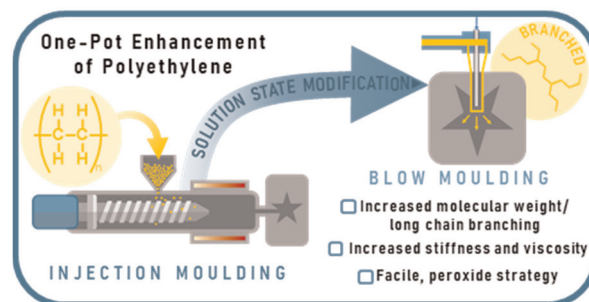 One-Pot Enhancement
of Polyethylene
H H
C C
H H
n
SOLUTION STATE MODIFICATION
BRANCHED
INJECTION MOULDING
BLOW MOULDING
Increased molecular weight/
long chain branching
Increased stiffness and viscosity
Facile, peroxide strategy